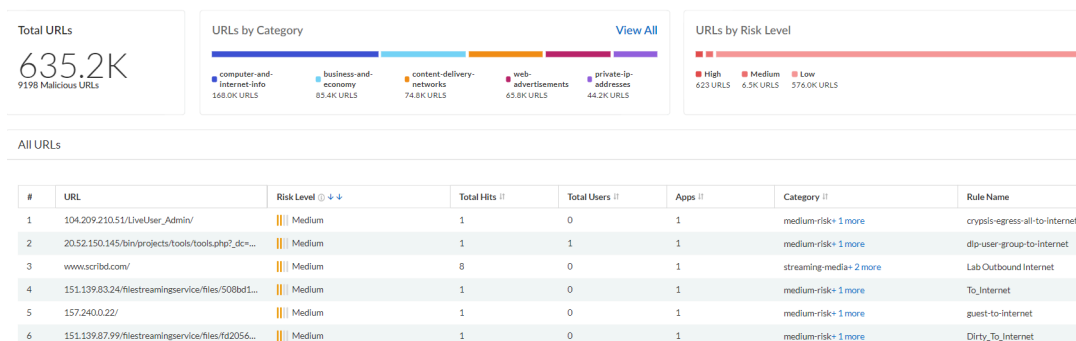 Total URLs
635.2K
9198 Malicious URLs
URLs by Category
View All
computer-and-internet-info
168.0K URLS
business-and-economy
85.4K URLS
content-delivery-networks
74.8K URLS
web-advertisements
65.8K URLS
private-ip-addresses
44.2K URLS
URLs by Risk Level
High
623 URLS
Medium
6.5K URLS
Low
576.0K URLS
All URLs
# URL Risk Level Total Hits Total Users Apps Category Rule Name
1 104.209.210.51/LiveUser_Admin/ Medium 1 0 1 medium-risk+ 1 more crypsis-egress-all-to-internet
2 20.52.150.145/bin/projects/tools/tools.php?_dc=... Medium 1 1 1 medium-risk+ 1 more dlp-user-group-to-internet
3 www.scribd.com/ Medium 8 0 1 streaming-media+ 2 more Lab Outbound Internet
4 151.139.83.24/filestreamingservice/files/508bd1... Medium 1 0 1 medium-risk+ 1 more To_Internet
5 157.240.0.22/ Medium 1 0 1 medium-risk+ 1 more guest-to-internet
6 151.139.87.99/filestreamingservice/files/fd2056... Medium 1 0 1 medium-risk+ 1 more Dirty_To_Internet